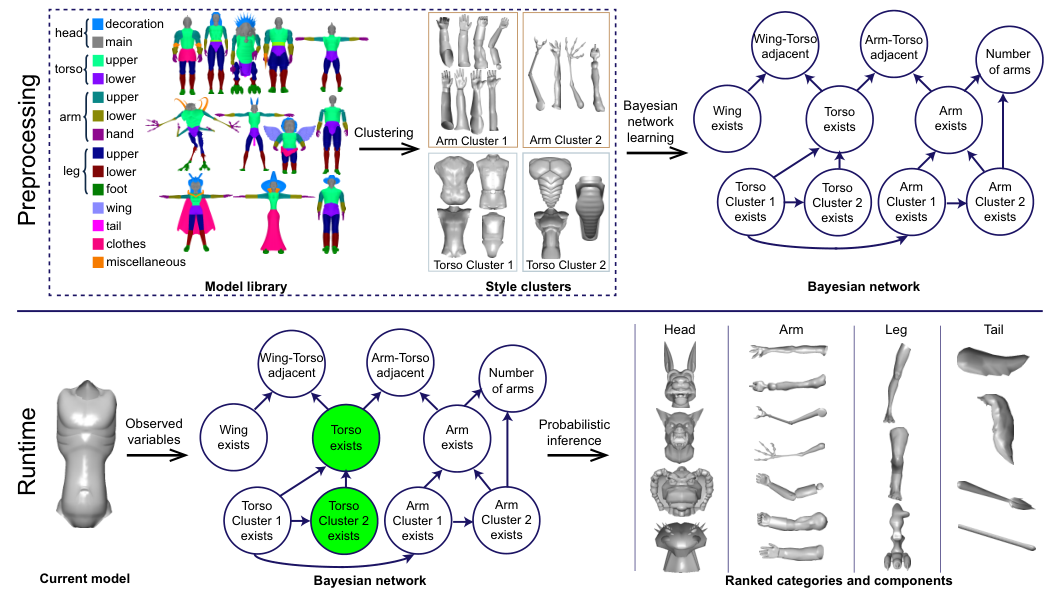 Preprocessing
head
decoration
main
torso
upper
lower
arm
upper
lower
hand
leg
upper
lower
foot
wing
tail
clothes
miscellaneous
Model library
Clustering
Arm Cluster 1
Arm Cluster 2
Torso Cluster 1
Torso Cluster 2
Style clusters
Bayesian
network
learning
Wing-Torso
adjacent
Arm-Torso
adjacent
Number
of arms
Wing
exists
Torso
exists
Arm
exists
Torso
Cluster 1
exists
Torso
Cluster 2
exists
Arm
Cluster 1
exists
Arm
Cluster 2
exists
Bayesian network
Runtime
Current model
Observed
variables
Wing-Torso
adjacent
Arm-Torso
adjacent
Number
of arms
Wing
exists
Torso
exists
Arm
exists
Torso
Cluster 1
exists
Torso
Cluster 2
exists
Arm
Cluster 1
exists
Arm
Cluster 2
exists
Bayesian network
Probabilistic
inference
Head
Arm
Leg
Tail
Ranked categories and components